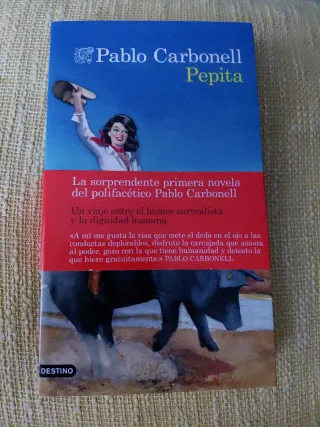 Pablo Carbonell
Pepita
La sorprendente primera novela
del polifacético Pablo Carbonell
Un viaje entre el humor surrealista
y la dignidad humana
«A mí me gusta la risa que mete el dedo en el ojo a las
conductas deplorables, disfruto la carcajada que asusta
al poder, gozo con la que tiene humanidad y detesto la
que hiere gratuitamente.» PABLO CARBONELL
DESTINO